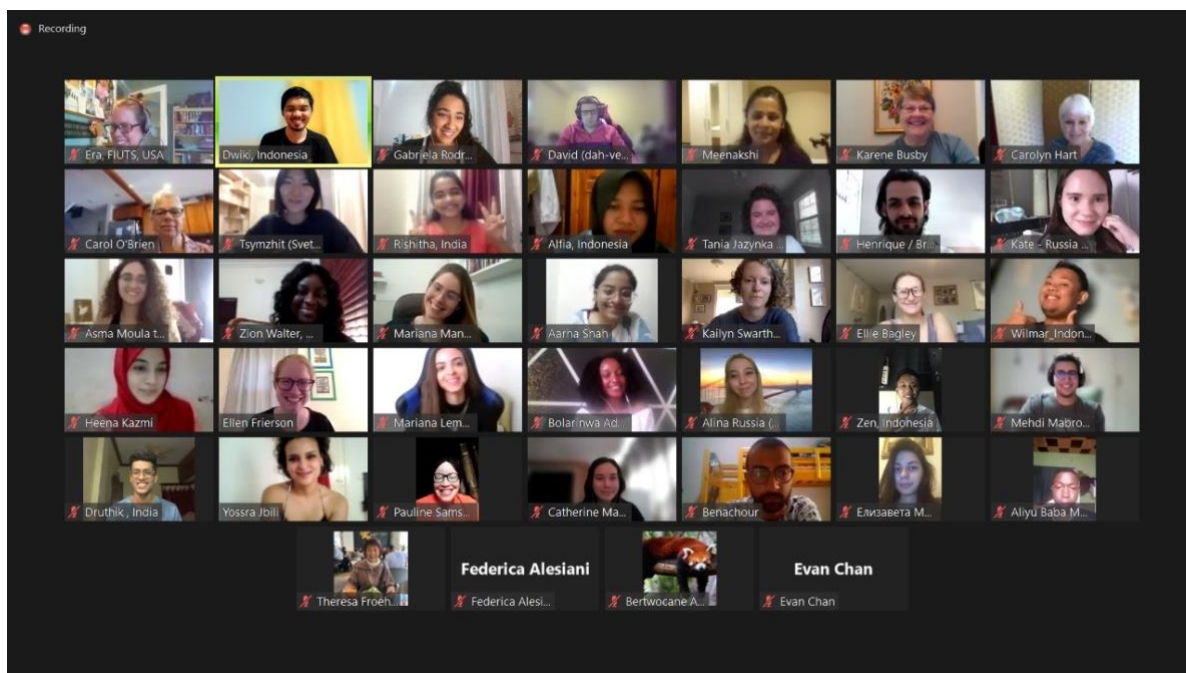 Recording
Era, FIUTS, USA
Dwiki, Indonesia
Gabriela Rodr...
David (dah-ve...
Meenakshi
Karene Busby
Carolyn Hart
Carol O'Brien
Tsymzhit (Svet...
Rishitha, India
Alfia, Indonesia
Tania Jazynka ...
Henrique / Br...
Kate - Russia ...
Asma Moula t...
Zion Walter, ...
Mariana Man...
Aarna Shah
Kailyn Swarth...
Ellie Bagley
Wilmar_Indon...
Heena Kazmi
Ellen Frierson
Mariana Lem...
Bolarinwa Ad...
Alina Russia (...
Zen, Indonesia
Mehdi Mabro...
Druthik , India
Yossra Jbili
Pauline Sams...
Catherine Ma...
Benachour
Елизавета М...
Aliyu Baba M...
Theresa Froeh...
Federica Alesiani
Federica Alesi...
Bertwocane A...
Evan Chan
Evan Chan